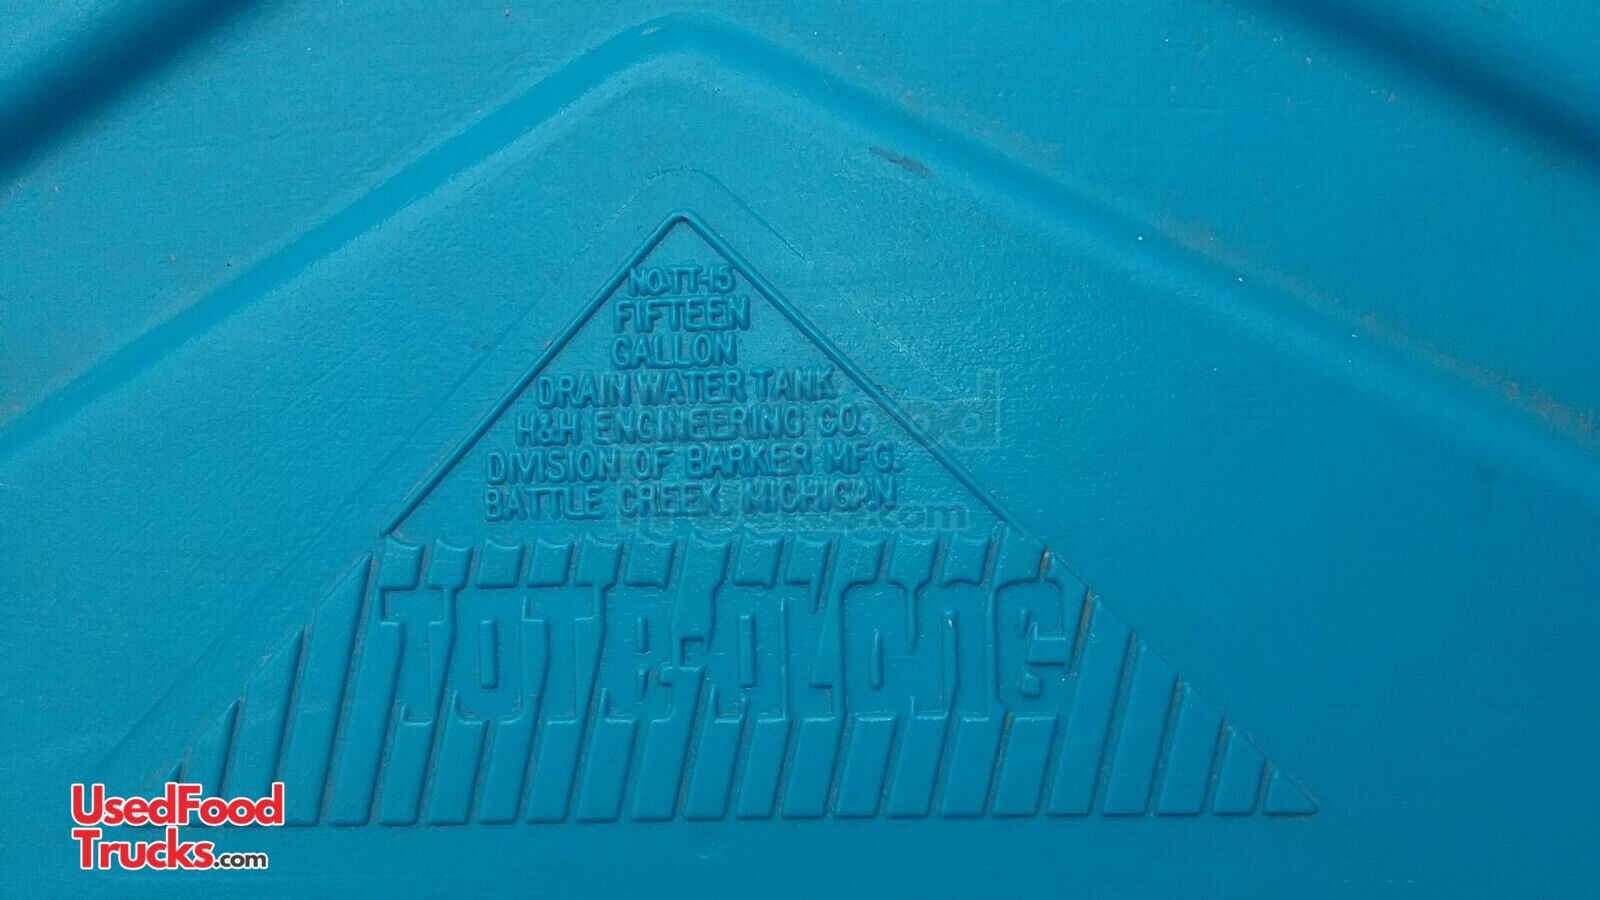 NO.TT-15
FIFTEEN
GALLON
DRAIN WATER TANK
H&H ENGINEERING CO.
DIVISION OF BARKER MFG.
BATTLE CREEK, MICHIGAN
TOTE-ALONG
UsedFood
Trucks.com